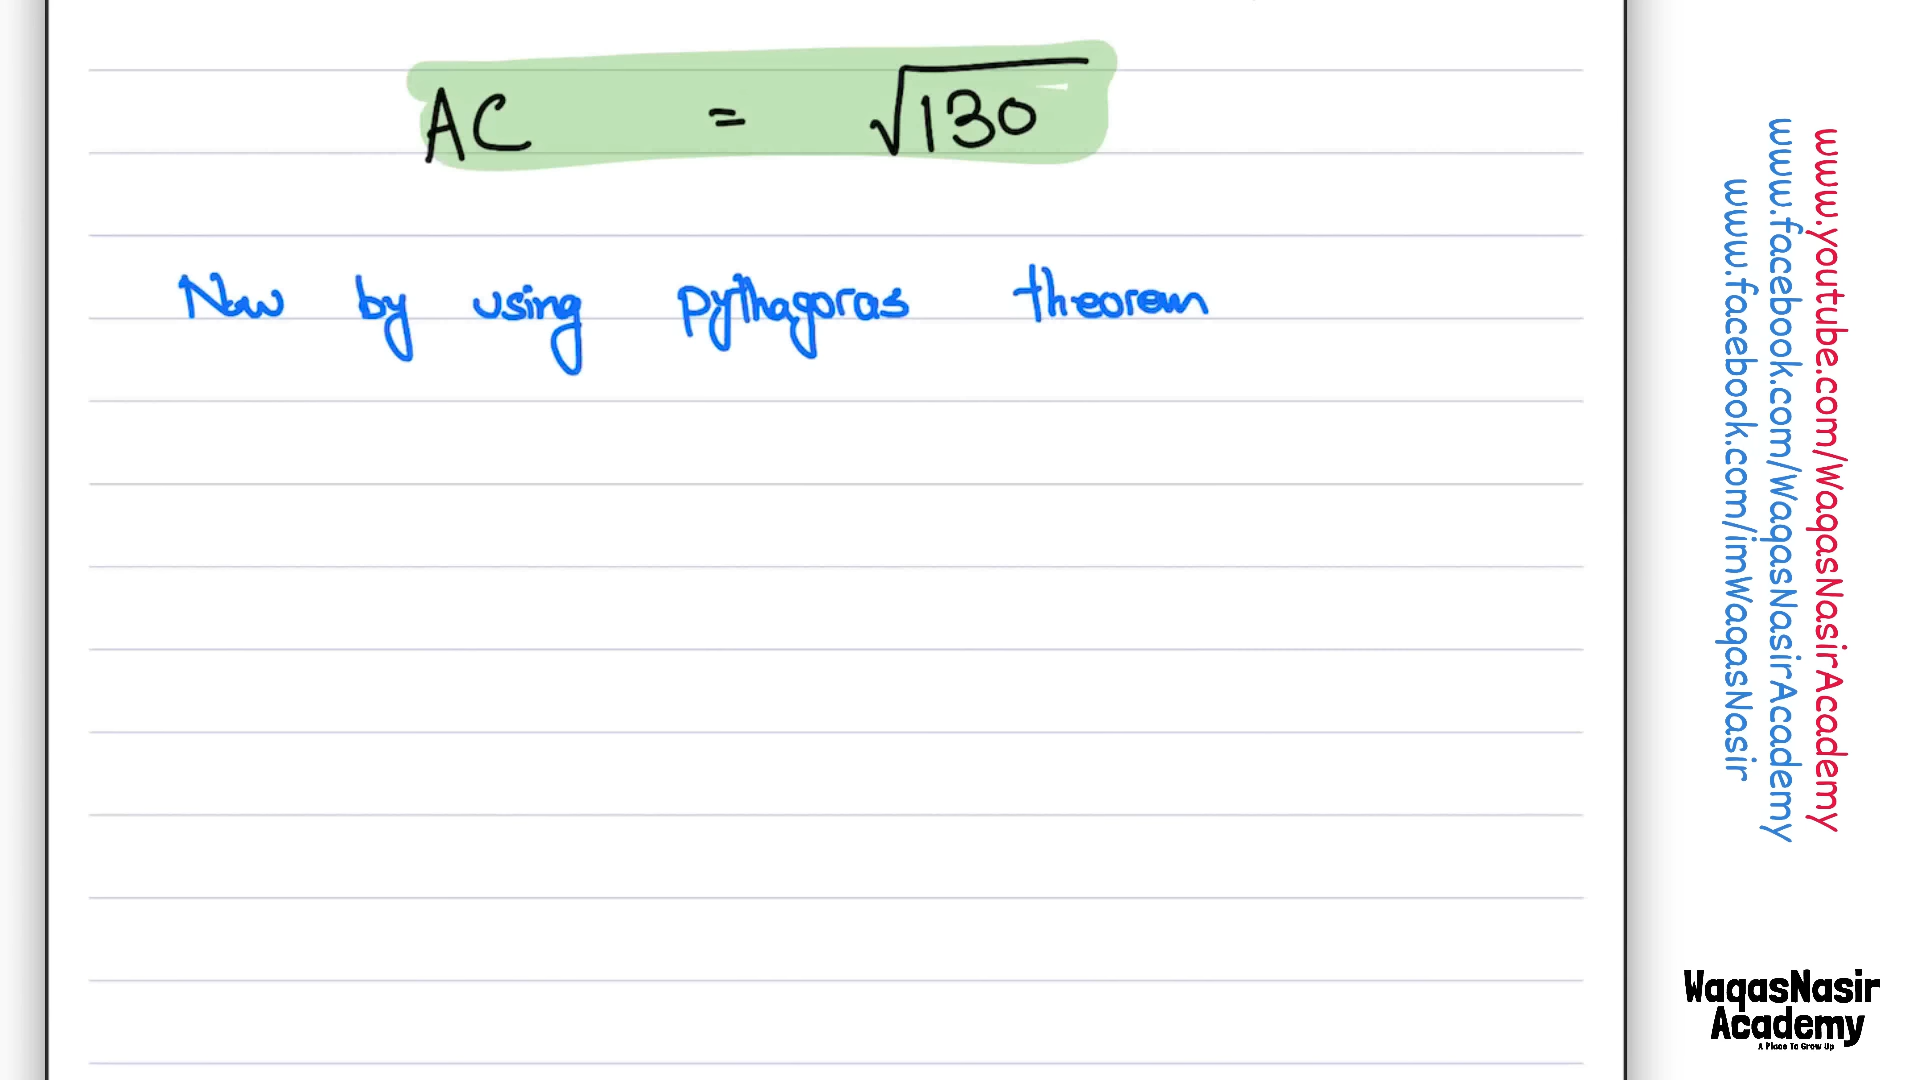 AC = √130
Now by using pythagoras theorem
www.youtube.com/WaqasNasirAcademy
www.facebook.com/WaqasNasirAcademy
www.facebook.com/imWaqasNasir
WaqasNasir
Academy
A Place To Grow Up